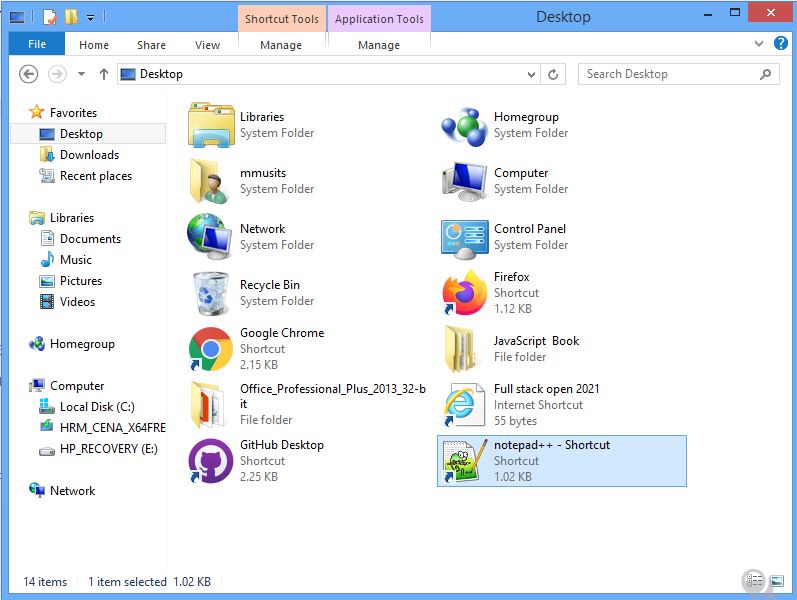 Shortcut Tools
Application Tools
Desktop
File
Home
Share
View
Manage
Manage
Desktop
Search Desktop
Favorites
Desktop
Downloads
Recent places
Libraries
Documents
Music
Pictures
Videos
Homegroup
Computer
Local Disk (C:)
HRM_CENA_X64FRE
HP_RECOVERY (E:)
Network
Libraries
System Folder
Homegroup
System Folder
mmusits
System Folder
Computer
System Folder
Network
System Folder
Control Panel
System Folder
Recycle Bin
System Folder
Firefox
Shortcut
1.12 KB
Google Chrome
Shortcut
2.15 KB
JavaScript Book
File folder
Office_Professional_Plus_2013_32-b
it
File folder
Full stack open 2021
Internet Shortcut
55 bytes
GitHub Desktop
Shortcut
2.25 KB
notepad++ - Shortcut
Shortcut
1.02 KB
14 items
1 item selected 1.02 KB